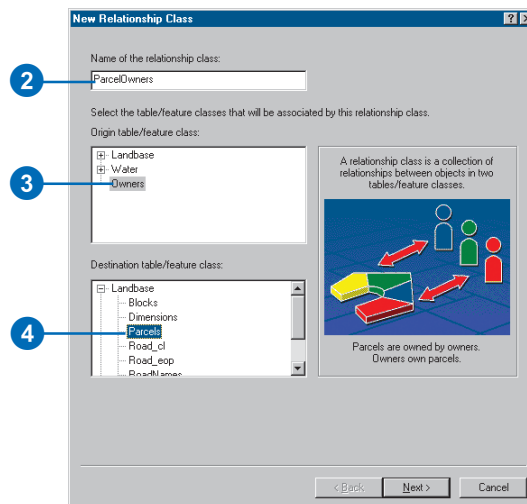 New Relationship Class
Name of the relationship class:
2
ParcelOwners
Select the table/feature classes that will be associated by this relationship class.
Origin table/feature class:
Landbase
Water
3
Owners
A relationship class is a collection of
relationships between objects in two
tables/feature classes.
Destination table/feature class:
Landbase
Blocks
Dimensions
4
Parcels
Road_cl
Road_eop
RoadNames
Parcels are owned by owners.
Owners own parcels.
< Back
Next >
Cancel